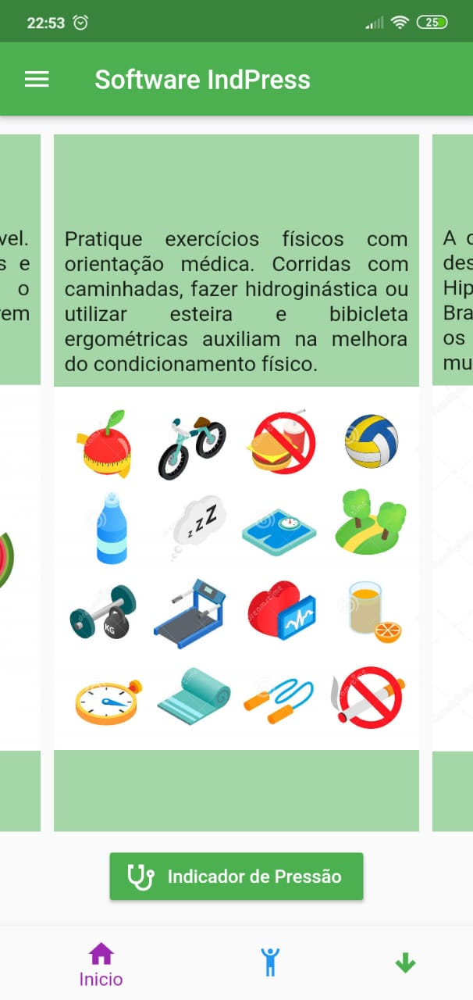 22:53
25
Software IndPress
vel.
s e
o
rem
Pratique exercícios físicos com
orientação médica. Corridas com
caminhadas, fazer hidroginástica ou
utilizar esteira e bibicleta
ergométricas auxiliam na melhora
do condicionamento físico.
A
des
Hip
Bra
os
mu
z z Z
KG
Indicador de Pressão
Inicio